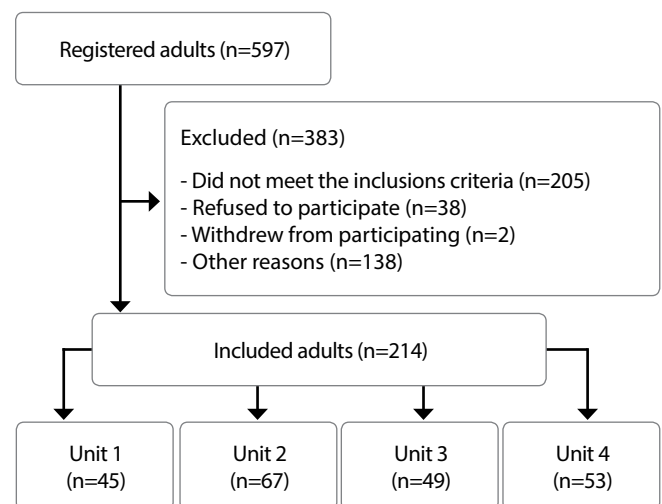 Registered adults (n=597)
Excluded (n=383)
- Did not meet the inclusions criteria (n=205)
- Refused to participate (n=38)
- Withdrew from participating (n=2)
- Other reasons (n=138)
Included adults (n=214)
Unit 1
(n=45)
Unit 2
(n=67)
Unit 3
(n=49)
Unit 4
(n=53)